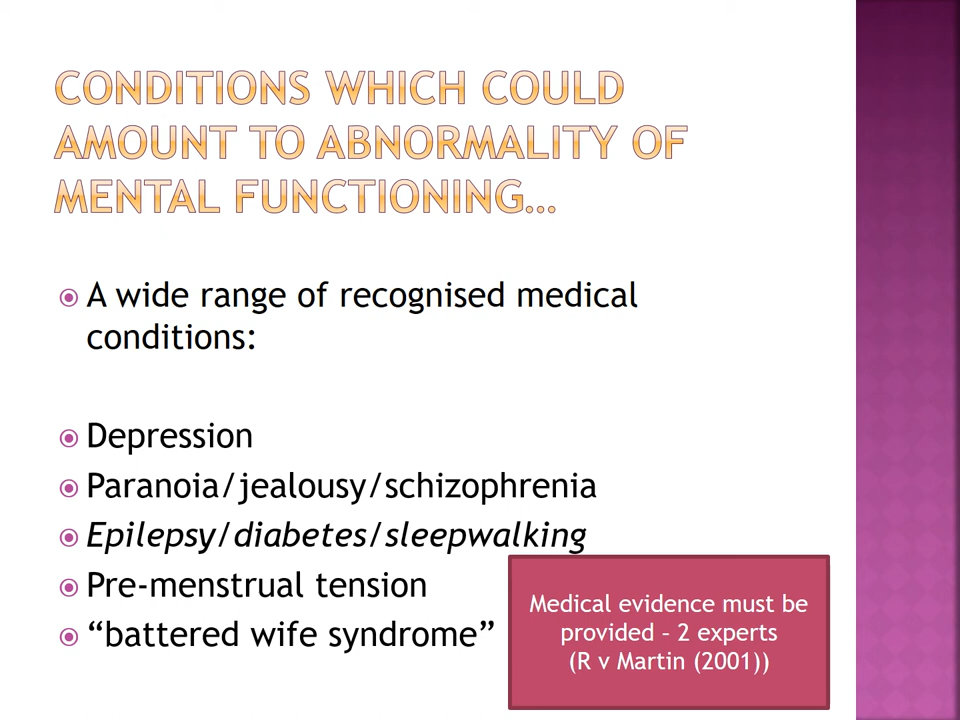 CONDITIONS WHICH COULD
AMOUNT TO ABNORMALITY OF
MENTAL FUNCTIONING...
A wide range of recognised medical
conditions:
Depression
Paranoia/jealousy/schizophrenia
Epilepsy/diabetes/sleepwalking
Pre-menstrual tension
“battered wife syndrome”
Medical evidence must be
provided – 2 experts
(R v Martin (2001))